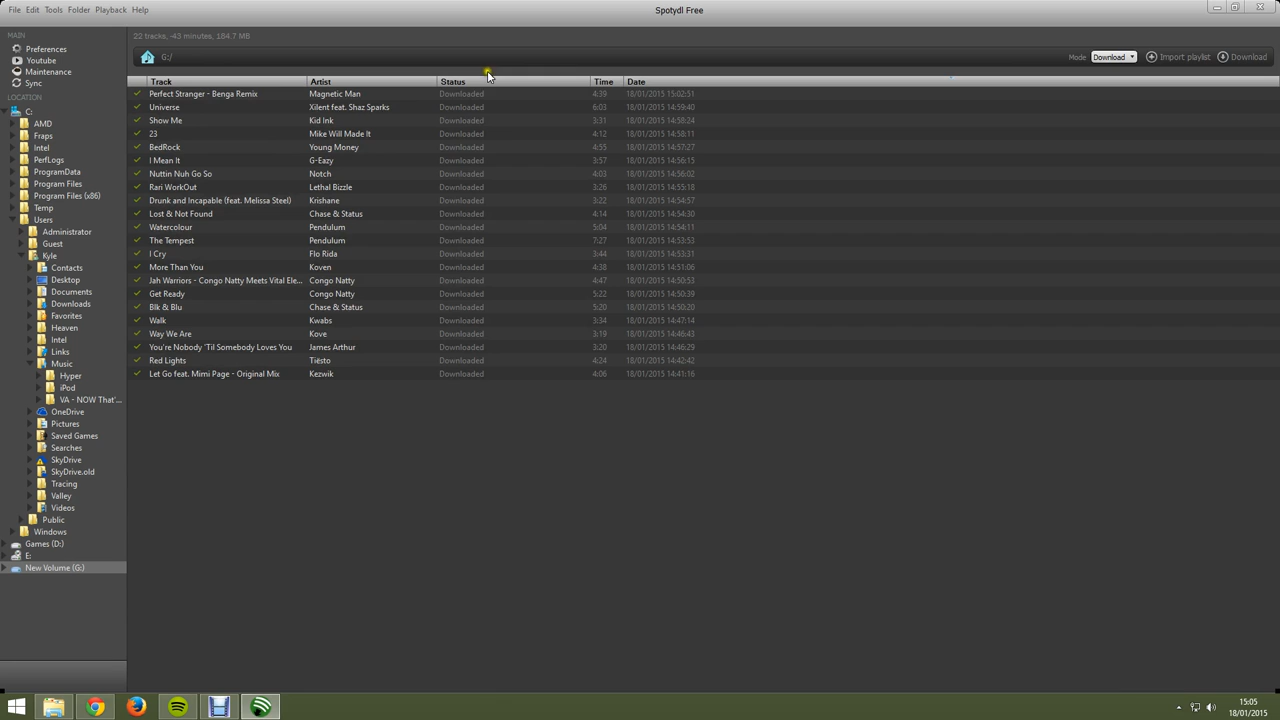 File Edit Tools Folder Playback Help
Spotydl Free
MAIN
Preferences
Youtube
Maintenance
Sync
LOCATION
C:
AMD
Fraps
Intel
PerfLogs
ProgramData
Program Files
Program Files (x86)
Temp
Users
Administrator
Guest
Kyle
Contacts
Desktop
Documents
Downloads
Favorites
Heaven
Intel
Links
Music
Hyper
iPod
VA - NOW That'...
OneDrive
Pictures
Saved Games
Searches
SkyDrive
SkyDrive.old
Tracing
Valley
Videos
Public
Windows
Games (D:)
E:
New Volume (G:)
22 tracks, -43 minutes, 184.7 MB
G:/
Mode Download Import playlist Download
Track Artist Status Time Date
Perfect Stranger - Benga Remix Magnetic Man Downloaded 4:39 18/01/2015 15:02:51
Universe Xilent feat. Shaz Sparks Downloaded 6:03 18/01/2015 14:59:40
Show Me Kid Ink Downloaded 3:31 18/01/2015 14:58:24
23 Mike Will Made It Downloaded 4:12 18/01/2015 14:58:11
BedRock Young Money Downloaded 4:55 18/01/2015 14:57:27
I Mean It G-Eazy Downloaded 3:57 18/01/2015 14:56:15
Nuttin Nuh Go So Notch Downloaded 4:03 18/01/2015 14:56:02
Rari WorkOut Lethal Bizzle Downloaded 3:26 18/01/2015 14:55:18
Drunk and Incapable (feat. Melissa Steel) Krishane Downloaded 3:22 18/01/2015 14:54:57
Lost & Not Found Chase & Status Downloaded 4:14 18/01/2015 14:54:30
Watercolour Pendulum Downloaded 5:04 18/01/2015 14:54:11
The Tempest Pendulum Downloaded 7:27 18/01/2015 14:53:53
I Cry Flo Rida Downloaded 3:44 18/01/2015 14:53:31
More Than You Koven Downloaded 4:38 18/01/2015 14:51:06
Jah Warriors - Congo Natty Meets Vital Ele... Congo Natty Downloaded 4:47 18/01/2015 14:50:53
Get Ready Congo Natty Downloaded 5:22 18/01/2015 14:50:39
Blk & Blu Chase & Status Downloaded 5:20 18/01/2015 14:50:20
Walk Kwabs Downloaded 3:34 18/01/2015 14:47:14
Way We Are Kove Downloaded 3:19 18/01/2015 14:46:43
You're Nobody 'Til Somebody Loves You James Arthur Downloaded 3:20 18/01/2015 14:46:29
Red Lights Tiësto Downloaded 4:24 18/01/2015 14:42:42
Let Go feat. Mimi Page - Original Mix Kezwik Downloaded 4:06 18/01/2015 14:41:16
15:05
18/01/2015